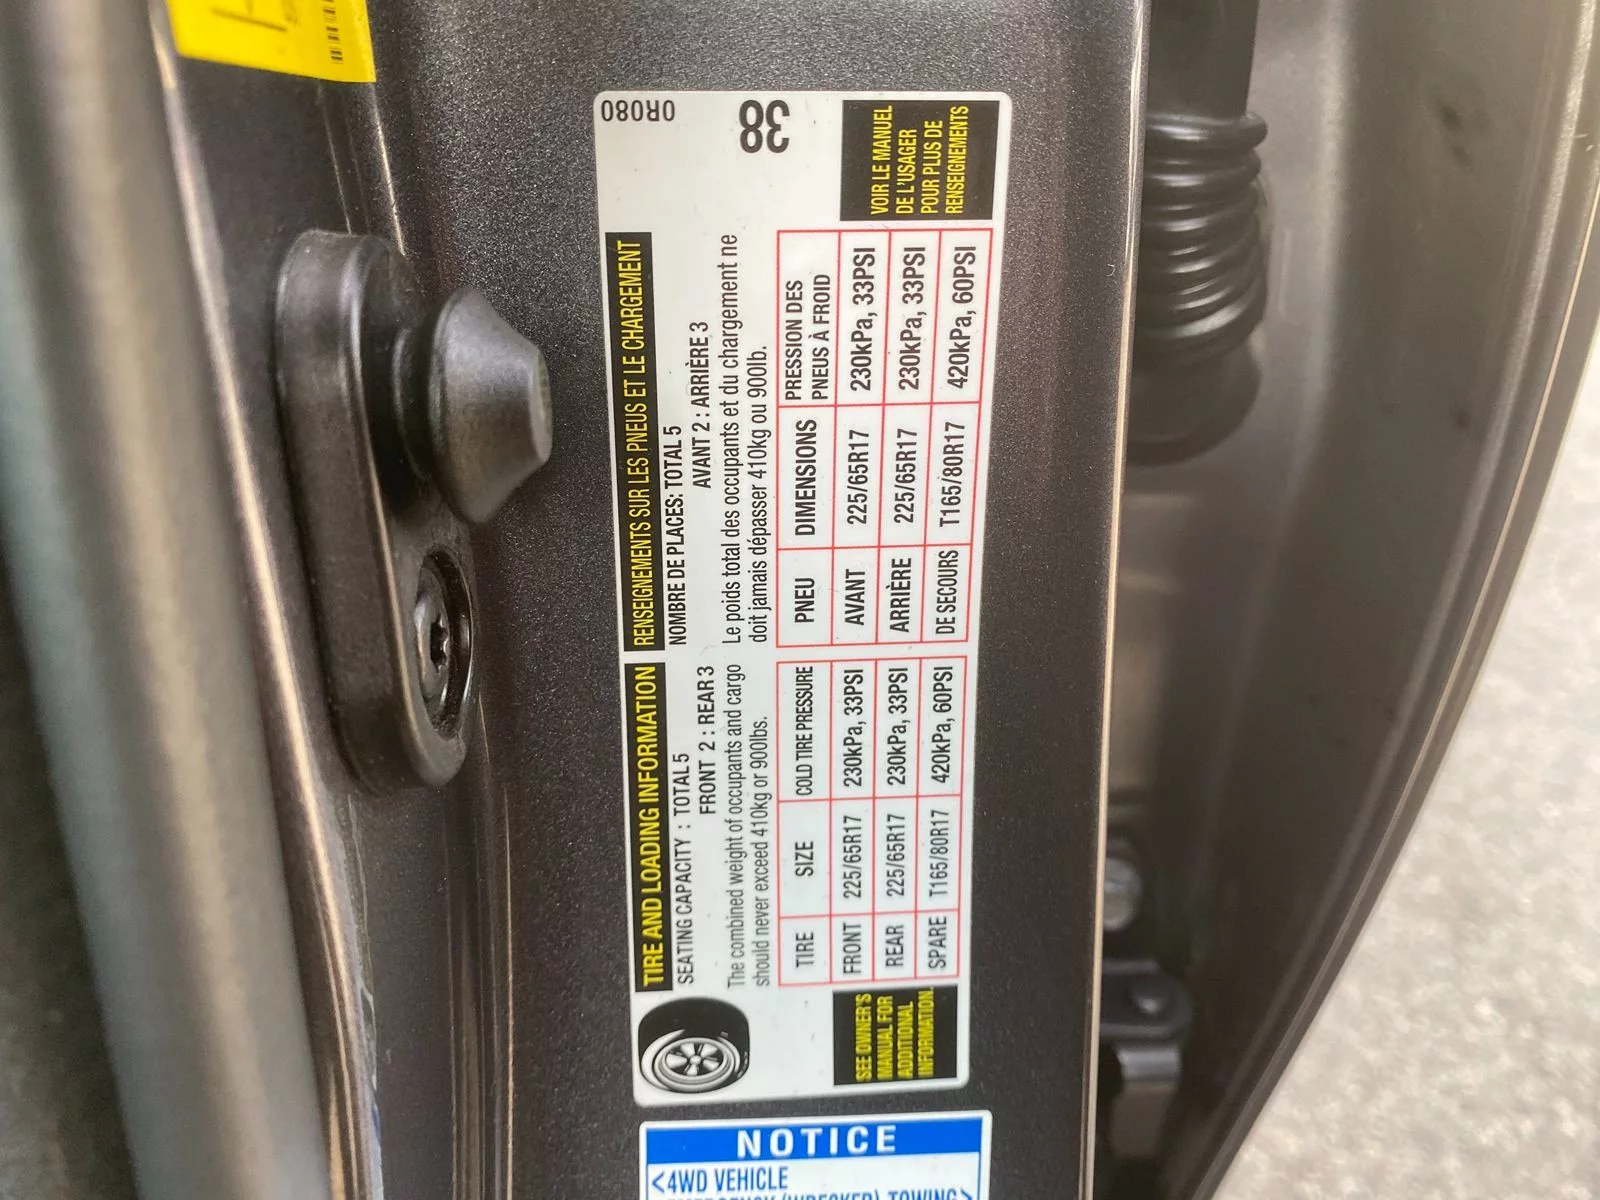 TIRE AND LOADING INFORMATION
SEATING CAPACITY : TOTAL 5
FRONT 2 : REAR 3
The combined weight of occupants and cargo
should never exceed 410kg or 900lbs.
TIRE SIZE COLD TIRE PRESSURE
FRONT 225/65R17 230kPa, 33PSI
REAR 225/65R17 230kPa, 33PSI
SPARE T165/80R17 420kPa, 60PSI
SEE OWNER'S
MANUAL FOR
ADDITIONAL
INFORMATION.
RENSEIGNEMENTS SUR LES PNEUS ET LE CHARGEMENT
NOMBRE DE PLACES: TOTAL 5
AVANT 2 : ARRIÈRE 3
Le poids total des occupants et du chargement ne
doit jamais dépasser 410kg ou 900lb.
PNEU DIMENSIONS PRESSION DES
PNEUS À FROID
AVANT 225/65R17 230kPa, 33PSI
ARRIÈRE 225/65R17 230kPa, 33PSI
DE SECOURS T165/80R17 420kPa, 60PSI
VOIR LE MANUEL
DE L'USAGER
POUR PLUS DE
RENSEIGNEMENTS
0R080
38
NOTICE
<4WD VEHICLE
EMERGENCY (WRECKER) TOWING>